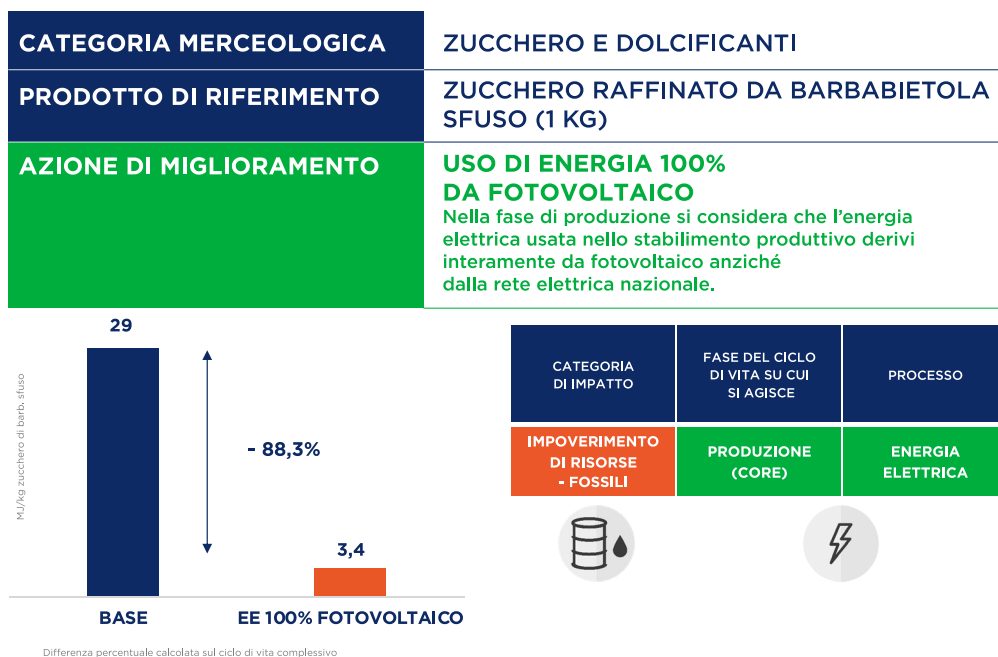 CATEGORIA MERCEOLOGICA
ZUCCHERO E DOLCIFICANTI
PRODOTTO DI RIFERIMENTO
ZUCCHERO RAFFINATO DA BARBABIETOLA
SFUSO (1 KG)
AZIONE DI MIGLIORAMENTO
USO DI ENERGIA 100%
DA FOTOVOLTAICO
Nella fase di produzione si considera che l’energia
elettrica usata nello stabilimento produttivo derivi
interamente da fotovoltaico anziché
dalla rete elettrica nazionale.
MJ/kg zucchero di barb. sfuso
29
- 88,3%
3,4
BASE
EE 100% FOTOVOLTAICO
Differenza percentuale calcolata sul ciclo di vita complessivo
CATEGORIA
DI IMPATTO
FASE DEL CICLO
DI VITA SU CUI
SI AGISCE
PROCESSO
IMPOVERIMENTO
DI RISORSE
- FOSSILI
PRODUZIONE
(CORE)
ENERGIA
ELETTRICA